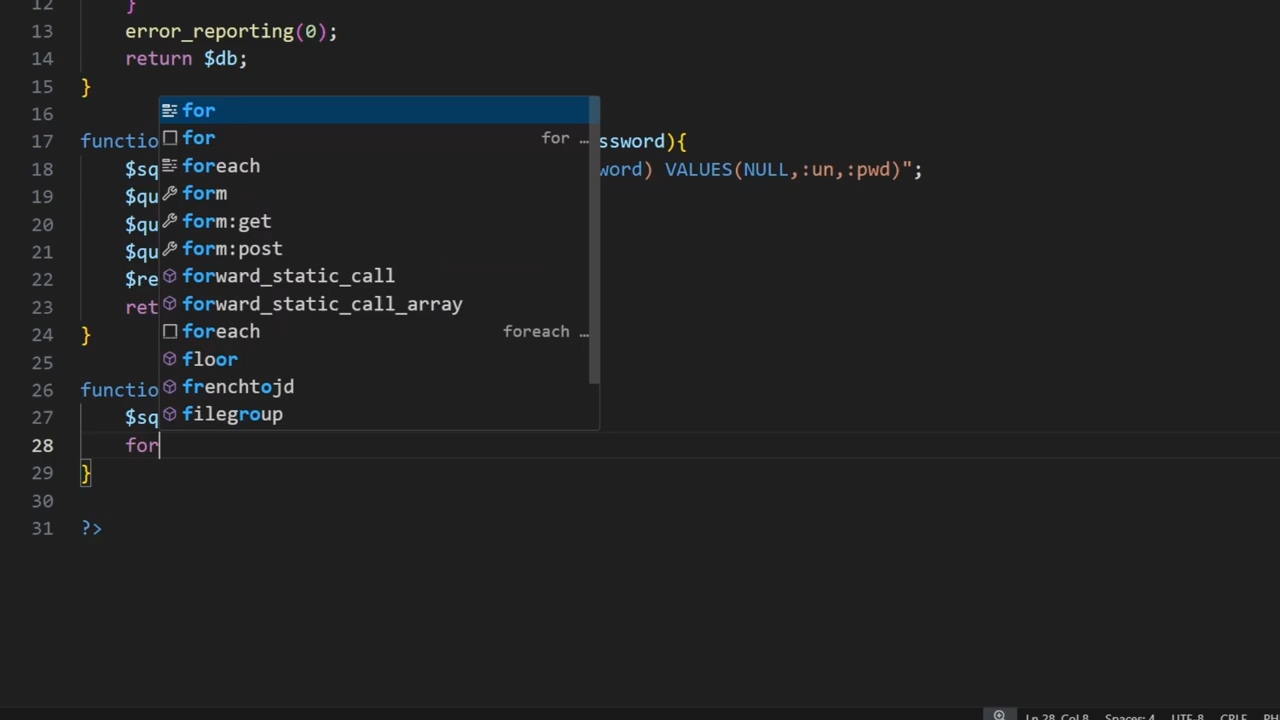 12 }
13 error_reporting(0);
14 return $db;
15 }
16 for
17 functio for for … ssword){
18 $sq foreach word) VALUES(NULL,:un,:pwd)";
19 $qu form
20 $qu form:get
21 $qu form:post
22 $re forward_static_call
23 ret forward_static_call_array
24 } foreach foreach …
25 floor
26 functio frenchtojd
27 $sq filegroup
28 for
29 }
30
31 ?>
Ln 28, Col 8 Spaces: 4 UTF-8 CRLF PH